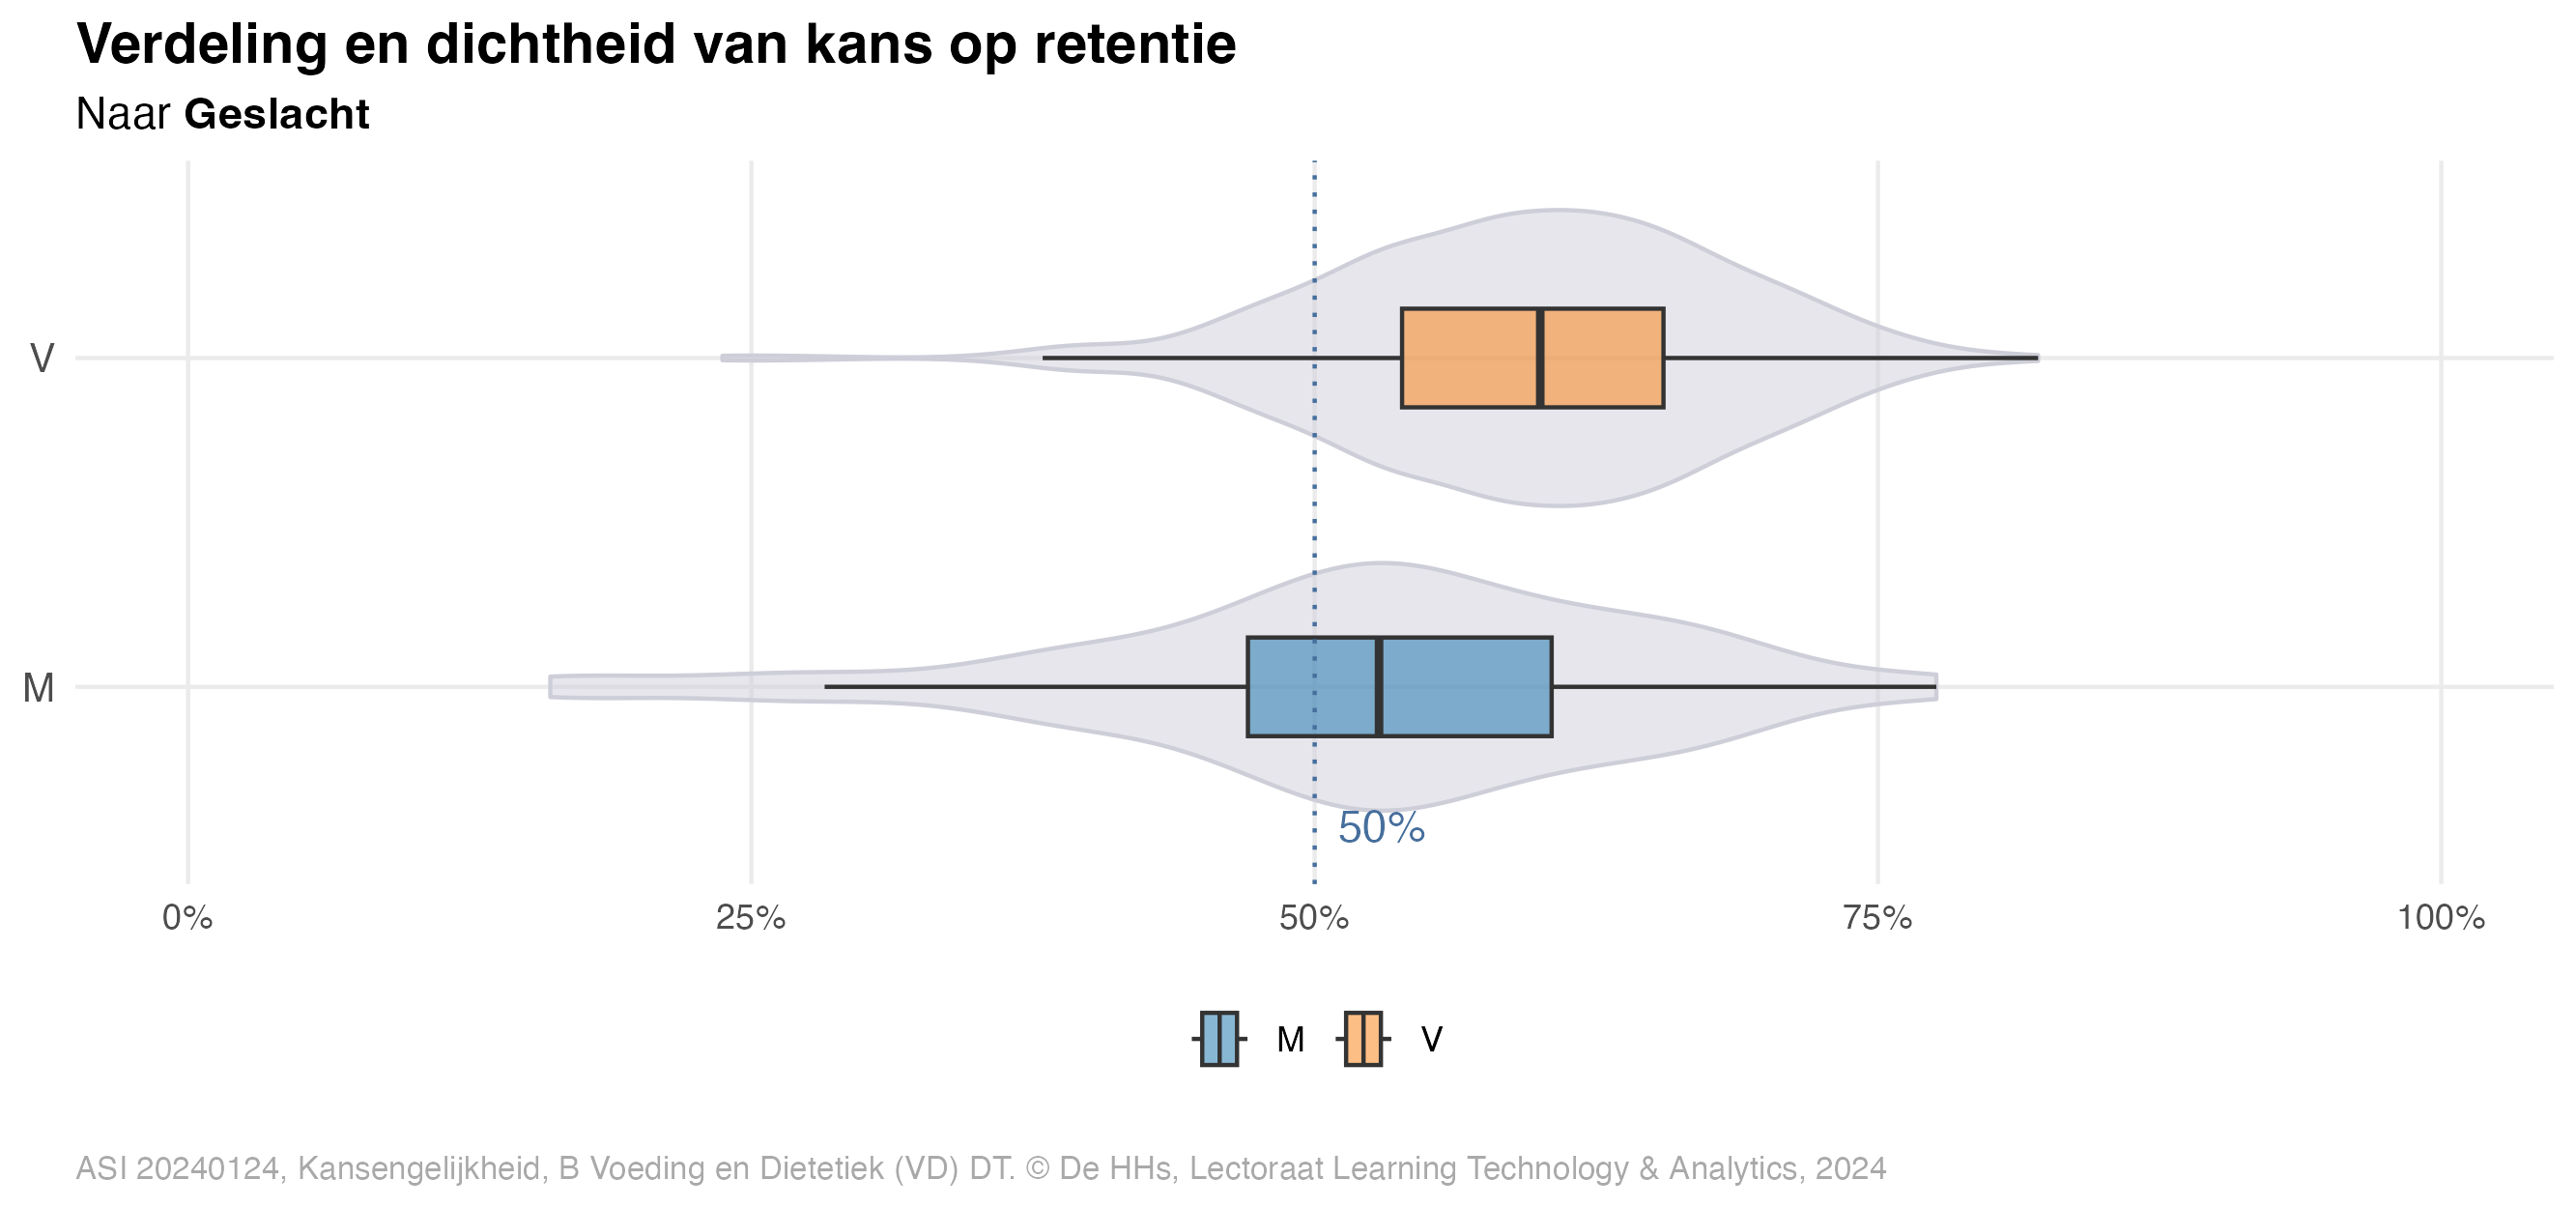 Verdeling en dichtheid van kans op retentie
Naar Geslacht
V
M
50%
0% 25% 50% 75% 100%
M V
ASI 20240124, Kansengelijkheid, B Voeding en Dietetiek (VD) DT. © De HHs, Lectoraat Learning Technology & Analytics, 2024